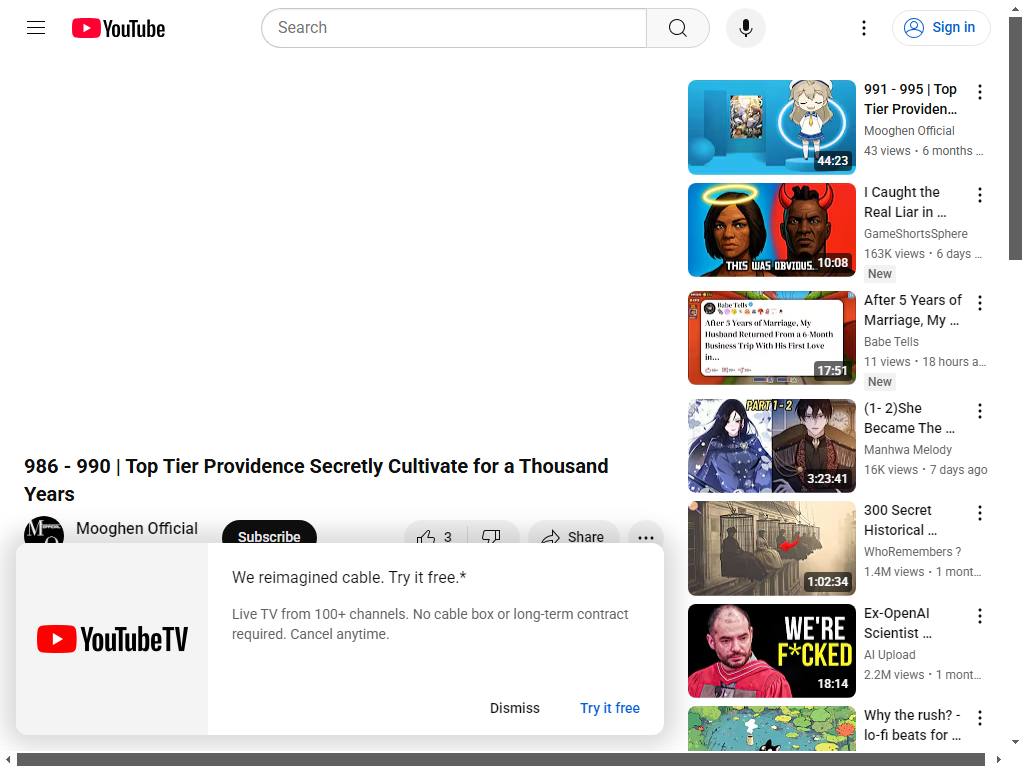 YouTube
Search
Sign in
986 - 990 | Top Tier Providence Secretly Cultivate for a Thousand
Years
Mooghen Official
Subscribe
3
Share
YouTubeTV
We reimagined cable. Try it free.*
Live TV from 100+ channels. No cable box or long-term contract
required. Cancel anytime.
Dismiss
Try it free
44:23
991 - 995 | Top
Tier Providen...
Mooghen Official
43 views • 6 months ...
THIS WAS OBVIOUS...
10:08
I Caught the
Real Liar in ...
GameShortsSphere
163K views • 6 days ...
New
Babe Tells
After 5 Years of Marriage, My
Husband Returned From a 6-Month
Business Trip With His First Love
in...
17:51
After 5 Years of
Marriage, My ...
Babe Tells
11 views • 18 hours a...
New
PART 1 - 2
3:23:41
(1- 2)She
Became The ...
Manhwa Melody
16K views • 7 days ago
1:02:34
300 Secret
Historical ...
WhoRemembers ?
1.4M views • 1 mont...
WE'RE
F*CKED
18:14
Ex-OpenAI
Scientist ...
AI Upload
2.2M views • 1 mont...
Why the rush? -
lo-fi beats for ...